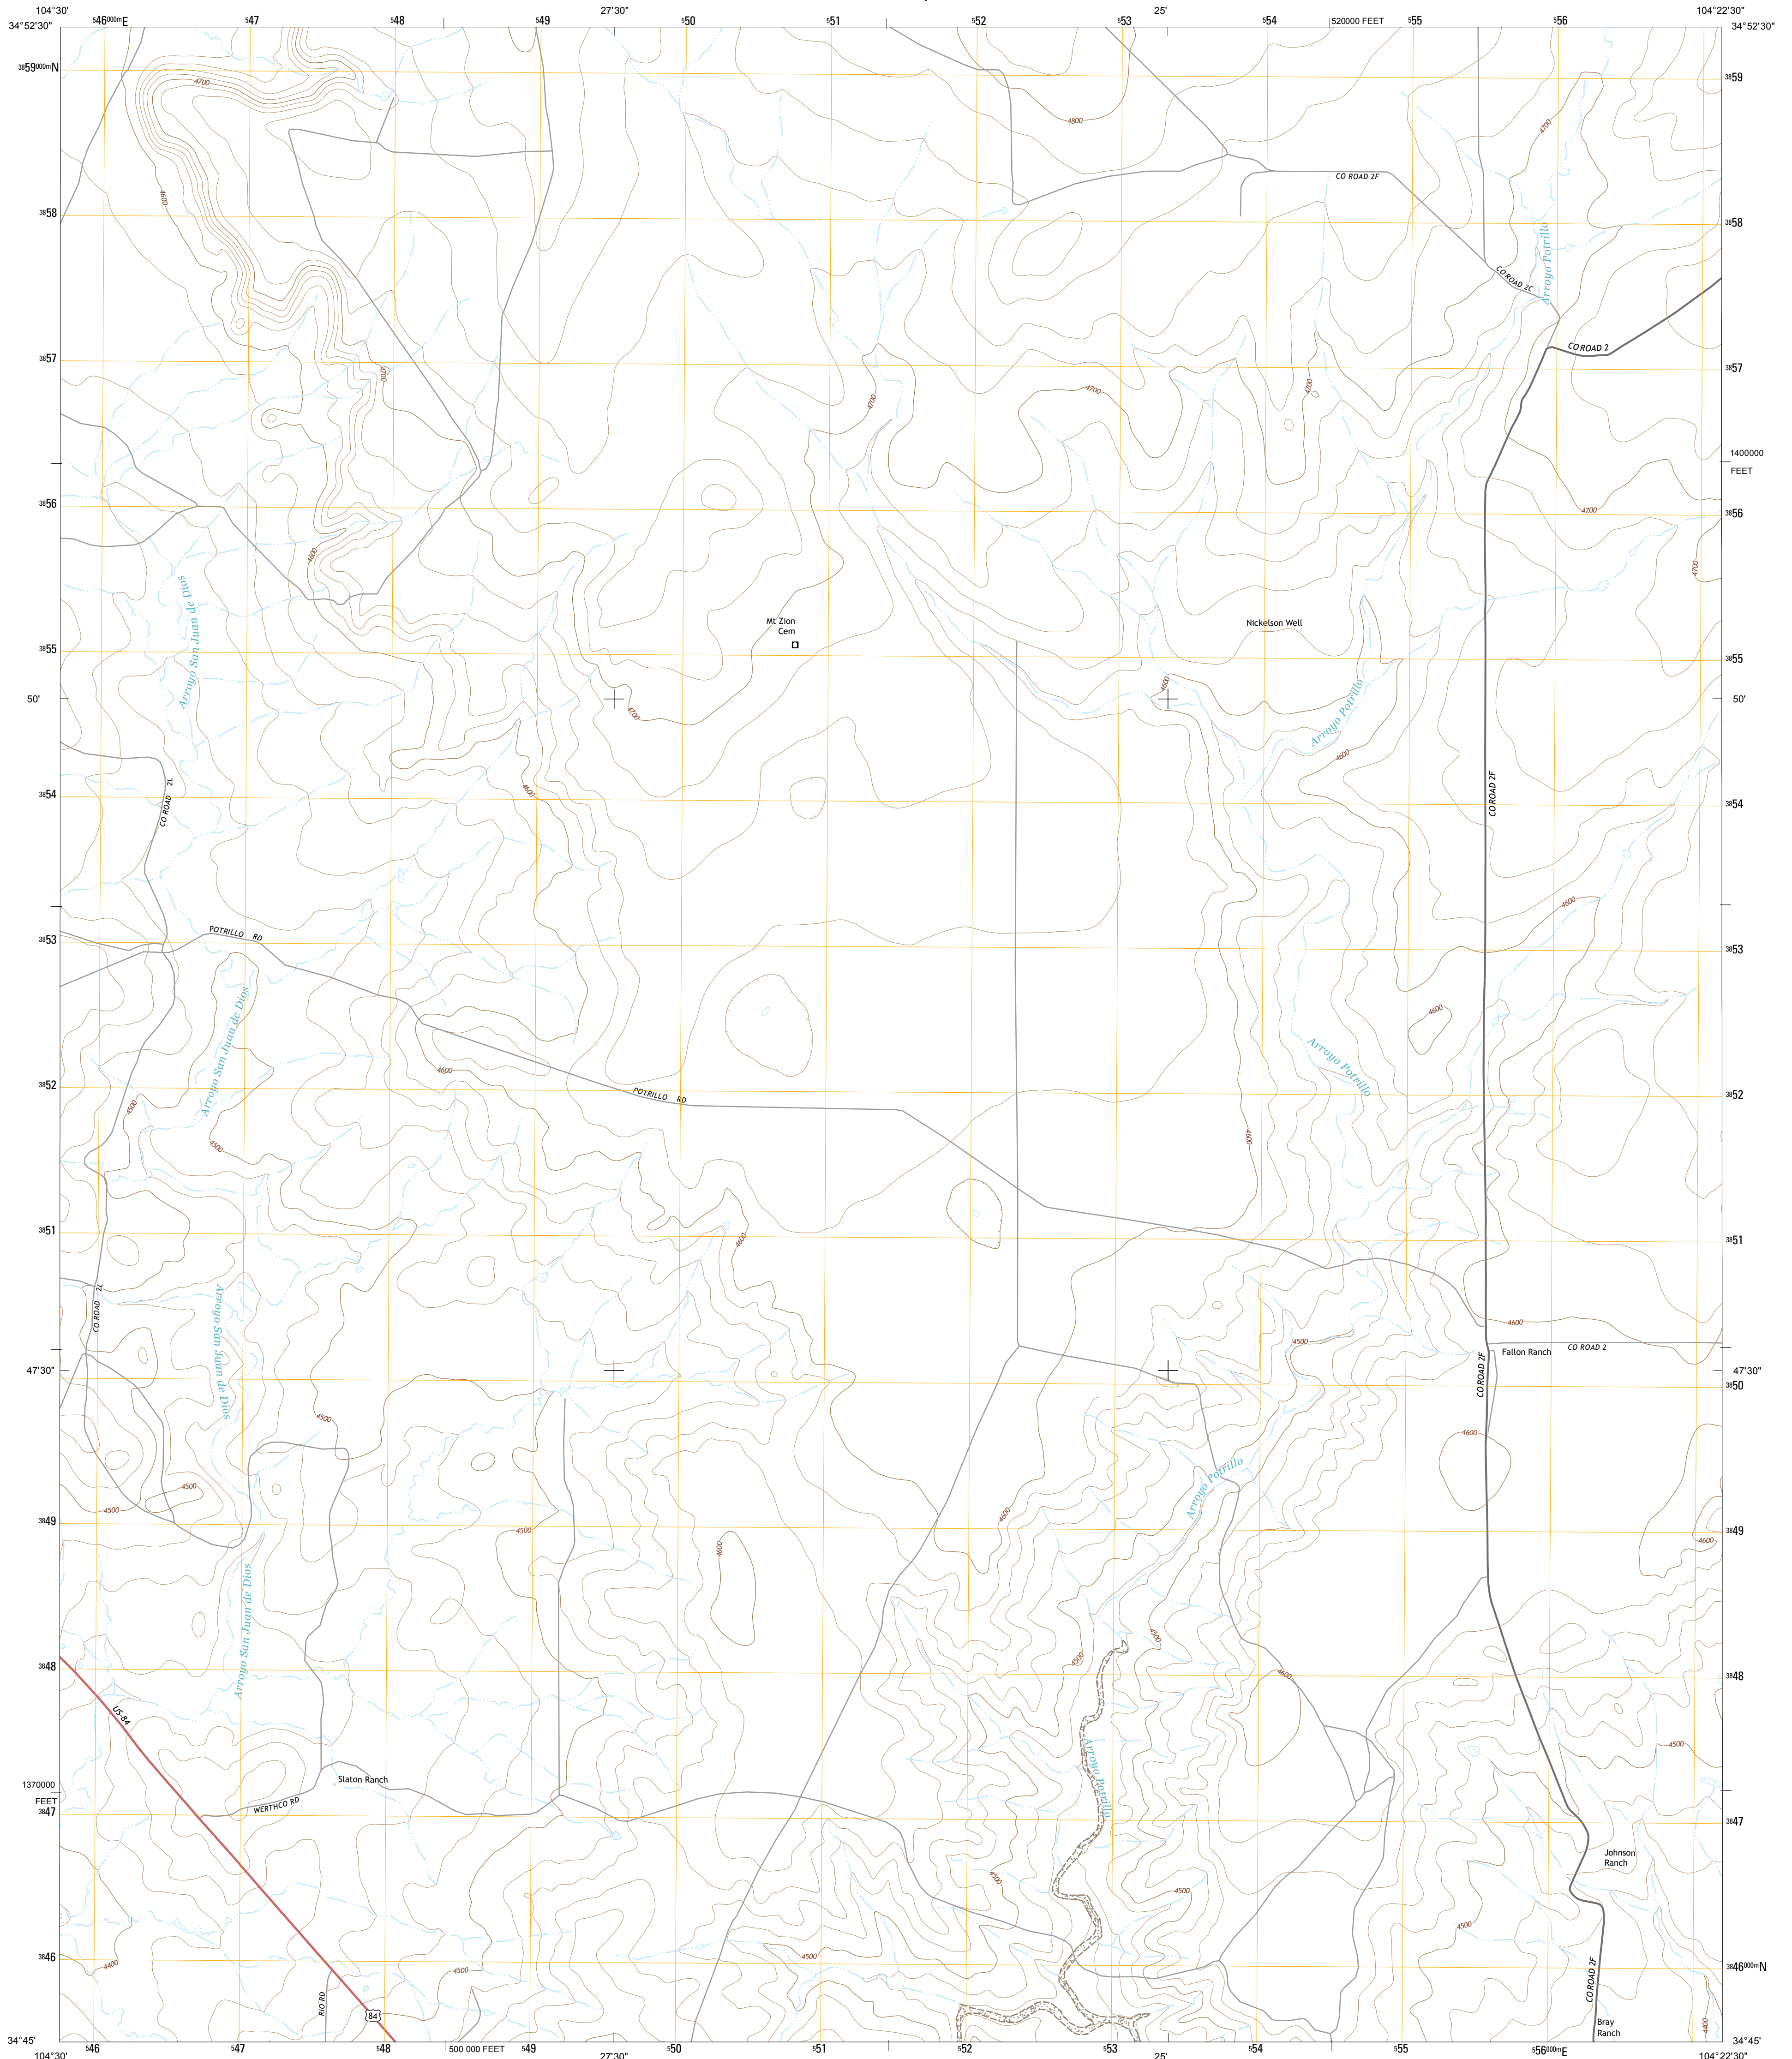 104°30' ⁵46⁰⁰⁰ᵐE ⁵47 ⁵48 ⁵49 27'30" ⁵50 ⁵51 ⁵52 ⁵53 25' ⁵54 520000 FEET ⁵55 ⁵56 104°22'30"
34°52'30" 34°52'30"
³⁸59⁰⁰⁰ᵐN ³⁸59
4700
4800
4700
CO ROAD 2F
4600
³⁸58 ³⁸58
Arroyo Potrillo
CO ROAD 2C
CO ROAD 2
³⁸57 ³⁸57
4700
4700
4700
4700
1400000
FEET
³⁸56 ³⁸56
4700
4600
4700
Arroyo San Juan de Dios
Mt Zion
Cem
Nickelson Well
³⁸55 ³⁸55
4600
50' 50'
4700
Arroyo Potrillo
4600
CO ROAD 2L
4600
CO ROAD 2F
³⁸54 ³⁸54
4600
POTRILLO RD
³⁸53 ³⁸53
Arroyo San Juan de Dios
4600
Arroyo Potrillo
4600
³⁸52 ³⁸52
POTRILLO RD
4500
4500
4600
³⁸51 ³⁸51
4600
CO ROAD 2L
Arroyo San Juan de Dios
4600
4500
CO ROAD 2
Fallon Ranch
CO ROAD 2F
47'30" 47'30"
³⁸50
4500
4600
Arroyo Potrillo
4500
4500
4600
³⁸49 ³⁸49
4500
4600
4600
Arroyo San Juan de Dios
4500
4500
³⁸48 ³⁸48
4600
US-84
Arroyo Potrillo
4500
Slaton Ranch
1370000
FEET
WERTHCO RD
³⁸47 ³⁸47
Johnson
Ranch
4500
4500
4500
³⁸46 ³⁸46⁰⁰⁰ᵐN
4500
4400
4500
CO ROAD 2F
RIO RD
84
Bray
Ranch
4400
34°45' 34°45'
104°30' ⁵46 ⁵47 ⁵48 500 000 FEET ⁵49 27'30" ⁵50 ⁵51 ⁵52 ⁵53 25' ⁵54 ⁵55 ⁵56⁰⁰⁰ᵐE 104°22'30"